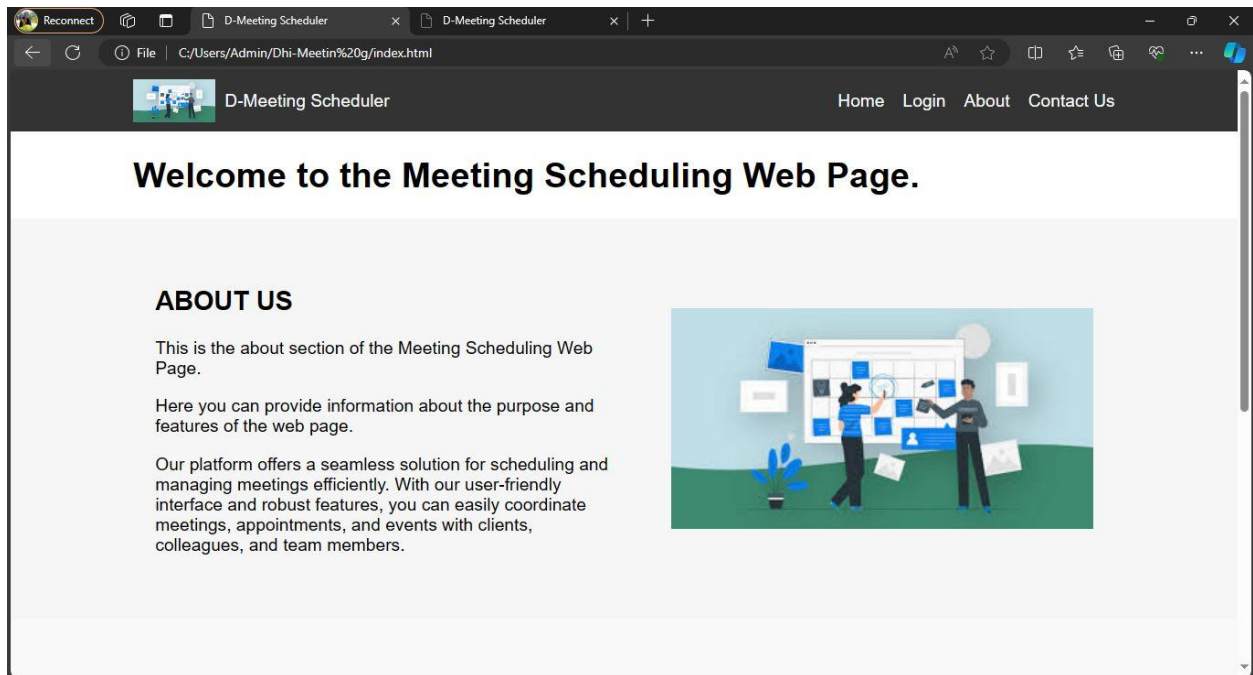 Reconnect
D-Meeting Scheduler
D-Meeting Scheduler
File
C:/Users/Admin/Dhi-Meetin%20g/index.html
D-Meeting Scheduler
Home Login About Contact Us
Welcome to the Meeting Scheduling Web Page.
ABOUT US
This is the about section of the Meeting Scheduling Web
Page.
Here you can provide information about the purpose and
features of the web page.
Our platform offers a seamless solution for scheduling and
managing meetings efficiently. With our user-friendly
interface and robust features, you can easily coordinate
meetings, appointments, and events with clients,
colleagues, and team members.